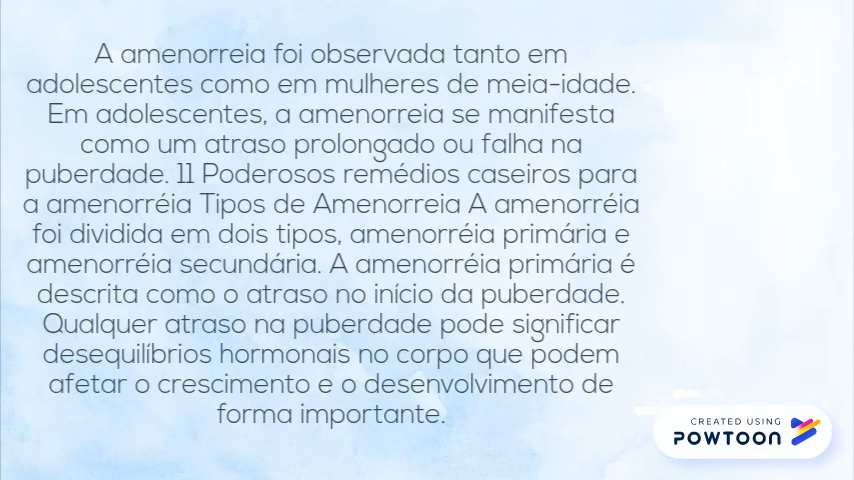 A amenorreia foi observada tanto em
adolescentes como em mulheres de meia-idade.
Em adolescentes, a amenorreia se manifesta
como um atraso prolongado ou falha na
puberdade. 11 Poderosos remédios caseiros para
a amenorréia Tipos de Amenorreia A amenorréia
foi dividida em dois tipos, amenorréia primária e
amenorréia secundária. A amenorréia primária é
descrita como o atraso no início da puberdade.
Qualquer atraso na puberdade pode significar
desequilíbrios hormonais no corpo que podem
afetar o crescimento e o desenvolvimento de
forma importante.
CREATED USING
POWTOON